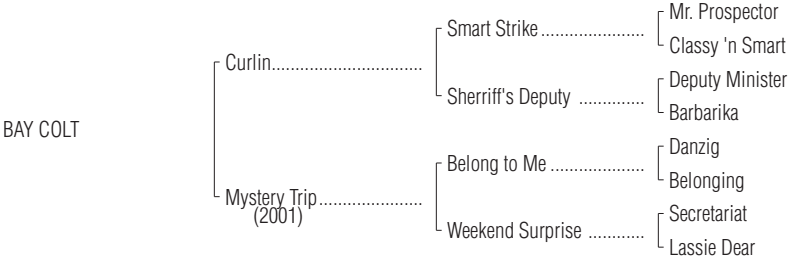 Mr. Prospector
Smart Strike......................
Classy 'n Smart
Curlin................................
Deputy Minister
Sherriff's Deputy ..............
Barbarika
BAY COLT
Danzig
Belong to Me ....................
Belonging
Mystery Trip......................
(2001)
Secretariat
Weekend Surprise ............
Lassie Dear